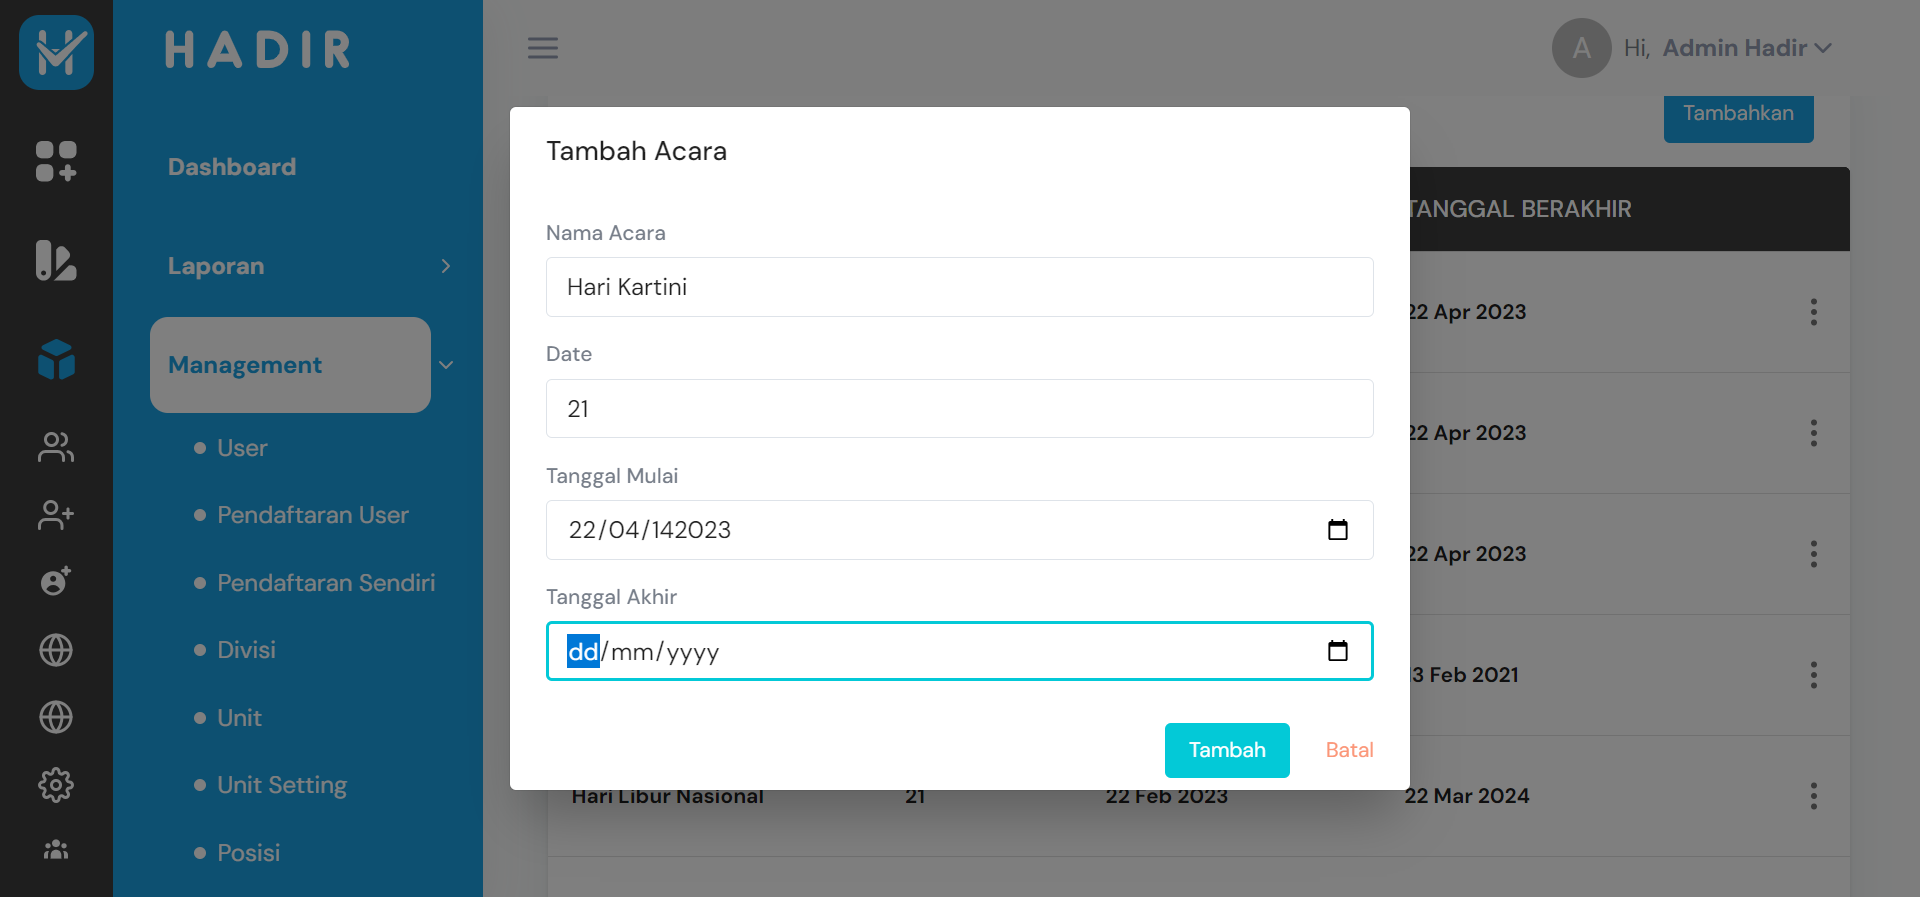 HADIR
Hi, Admin Hadir
A
Dashboard
Laporan
Management
User
Pendaftaran User
Pendaftaran Sendiri
Divisi
Unit
Unit Setting
Posisi
Tambahkan
TANGGAL BERAKHIR
22 Apr 2023
22 Apr 2023
22 Apr 2023
13 Feb 2021
Hari Libur Nasional 21 22 Feb 2023 22 Mar 2024
Tambah Acara
Nama Acara
Hari Kartini
Date
21
Tanggal Mulai
22/04/142023
Tanggal Akhir
dd/mm/yyyy
Tambah Batal